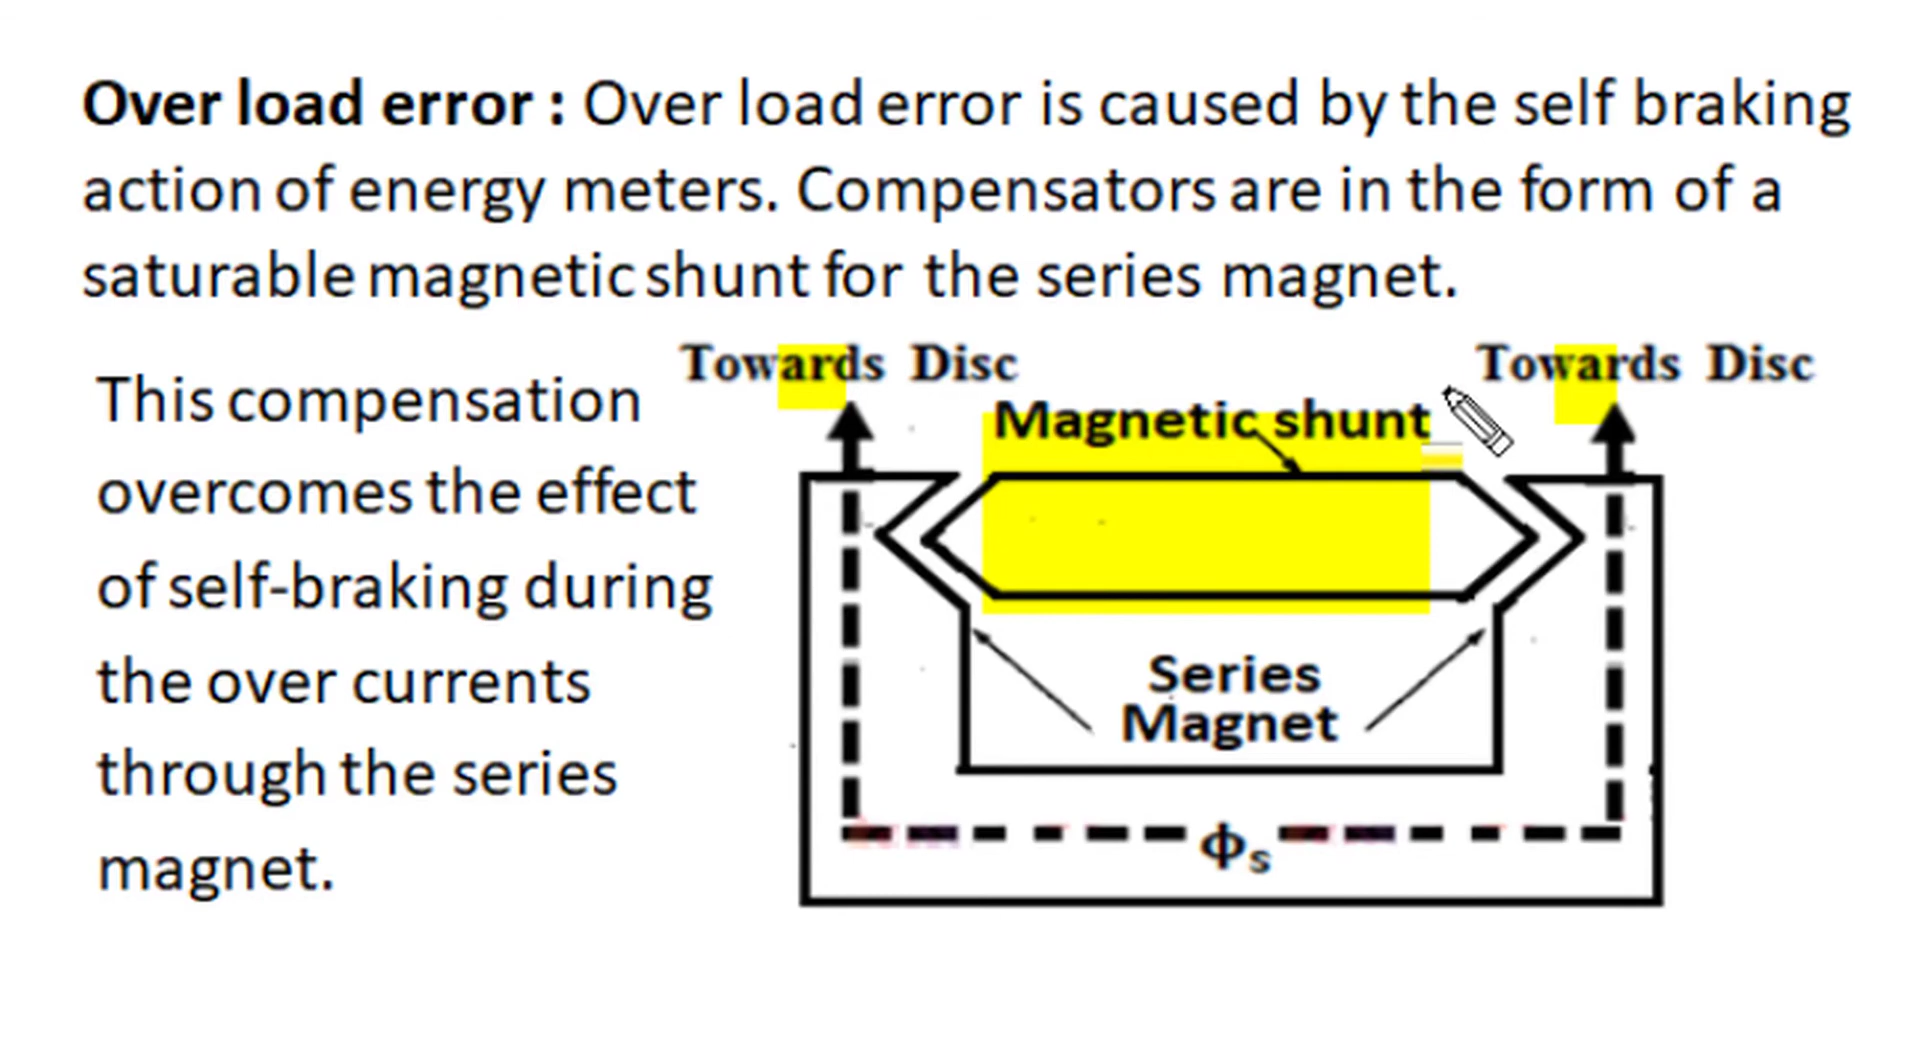 Over load error : Over load error is caused by the self braking
action of energy meters. Compensators are in the form of a
saturable magnetic shunt for the series magnet.
This compensation
overcomes the effect
of self-braking during
the over currents
through the series
magnet.
Towards Disc
Towards Disc
Magnetic shunt
Series
Magnet
Φs